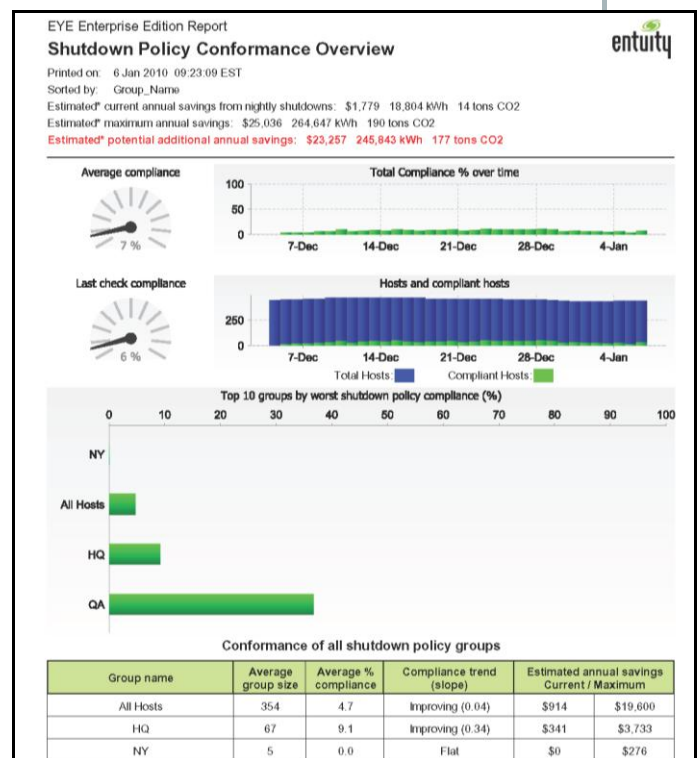 EYE Enterprise Edition Report
entuity
Shutdown Policy Conformance Overview
Printed on: 6 Jan 2010 09:23:09 EST
Sorted by: Group_Name
Estimated* current annual savings from nightly shutdowns: $1,779 18,804 kWh 14 tons CO2
Estimated* maximum annual savings: $25,036 264,647 kWh 190 tons CO2
Estimated* potential additional annual savings: $23,257 245,843 kWh 177 tons CO2
Average compliance
7 %
Total Compliance % over time
100
50
0
7-Dec 14-Dec 21-Dec 28-Dec 4-Jan
Last check compliance
6 %
Hosts and compliant hosts
250
0
7-Dec 14-Dec 21-Dec 28-Dec 4-Jan
Total Hosts: Compliant Hosts:
Top 10 groups by worst shutdown policy compliance (%)
0 10 20 30 40 50 60 70 80 90 100
NY
All Hosts
HQ
QA
Conformance of all shutdown policy groups
Group name Average group size Average % compliance Compliance trend (slope) Estimated annual savings Current / Maximum
All Hosts 354 4.7 Improving (0.04) $914 $19,600
HQ 67 9.1 Improving (0.34) $341 $3,733
NY 5 0.0 Flat $0 $276